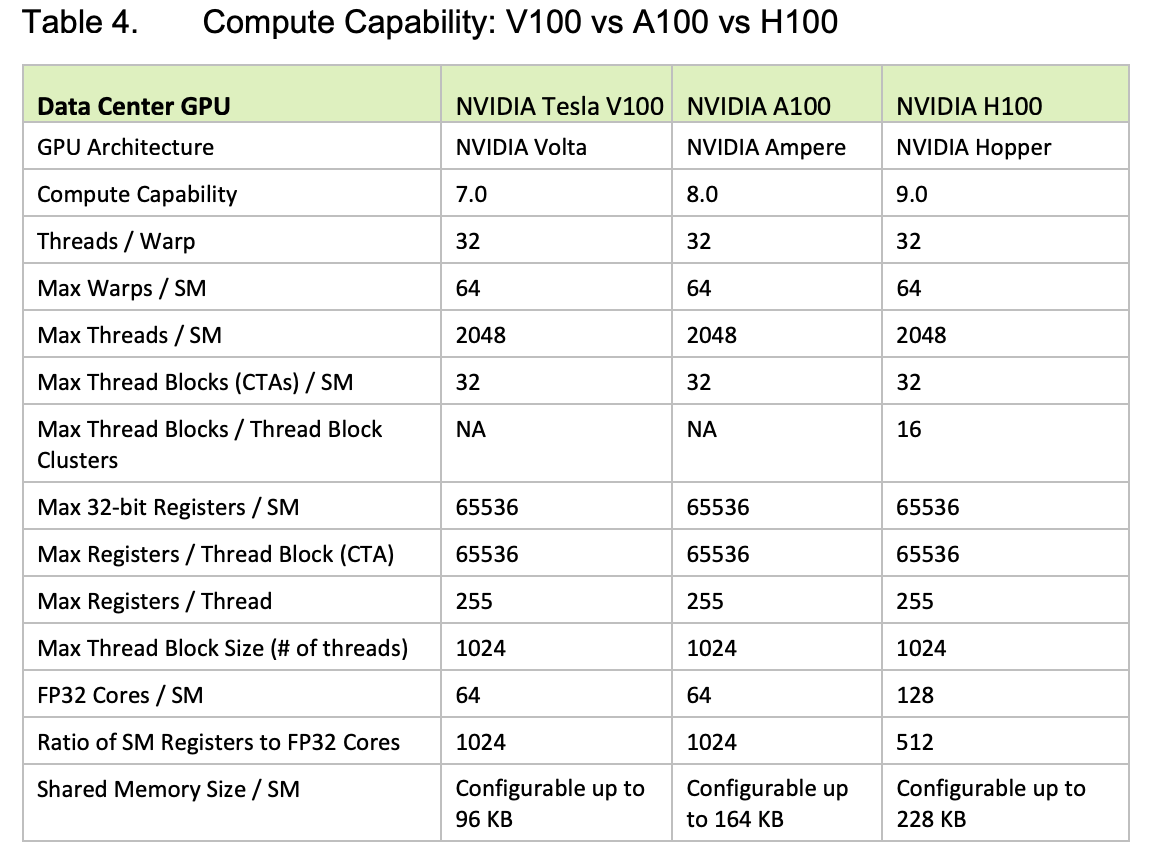 Table 4. Compute Capability: V100 vs A100 vs H100
Data Center GPU NVIDIA Tesla V100 NVIDIA A100 NVIDIA H100
GPU Architecture NVIDIA Volta NVIDIA Ampere NVIDIA Hopper
Compute Capability 7.0 8.0 9.0
Threads / Warp 32 32 32
Max Warps / SM 64 64 64
Max Threads / SM 2048 2048 2048
Max Thread Blocks (CTAs) / SM 32 32 32
Max Thread Blocks / Thread Block NA NA 16
Clusters
Max 32-bit Registers / SM 65536 65536 65536
Max Registers / Thread Block (CTA) 65536 65536 65536
Max Registers / Thread 255 255 255
Max Thread Block Size (# of threads) 1024 1024 1024
FP32 Cores / SM 64 64 128
Ratio of SM Registers to FP32 Cores 1024 1024 512
Shared Memory Size / SM Configurable up to Configurable up Configurable up to
96 KB to 164 KB 228 KB